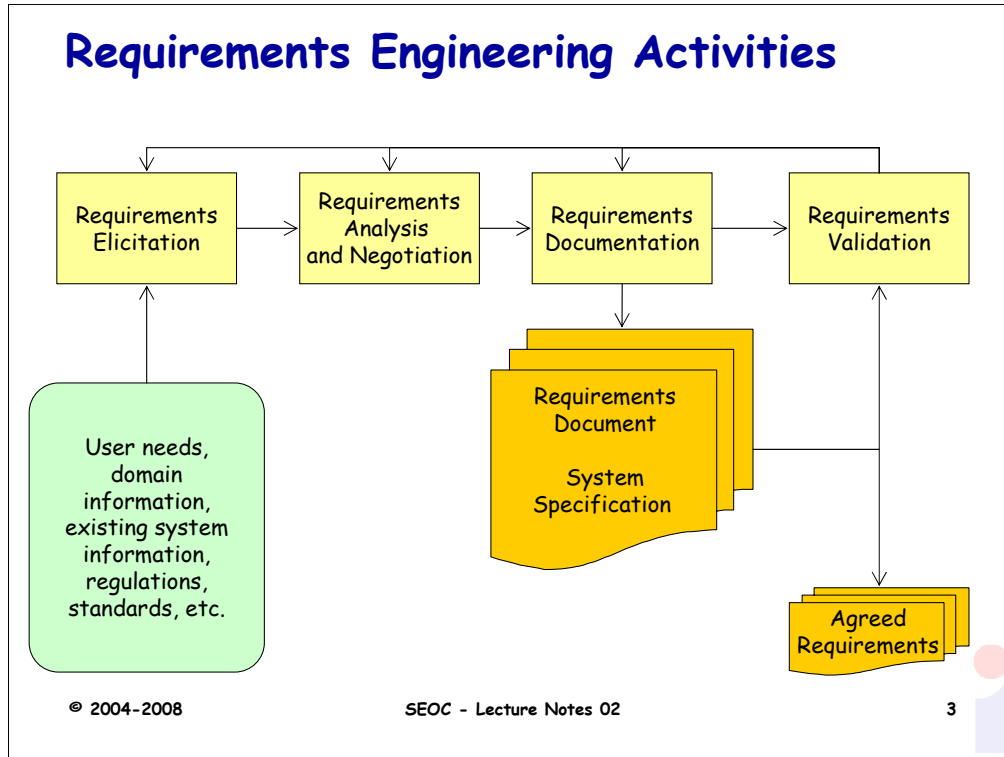 Requirements Engineering Activities
Requirements
Elicitation
Requirements
Analysis
and Negotiation
Requirements
Documentation
Requirements
Validation
User needs,
domain
information,
existing system
information,
regulations,
standards, etc.
Requirements
Document
System
Specification
Agreed
Requirements
© 2004-2008
SEOC - Lecture Notes 02
3